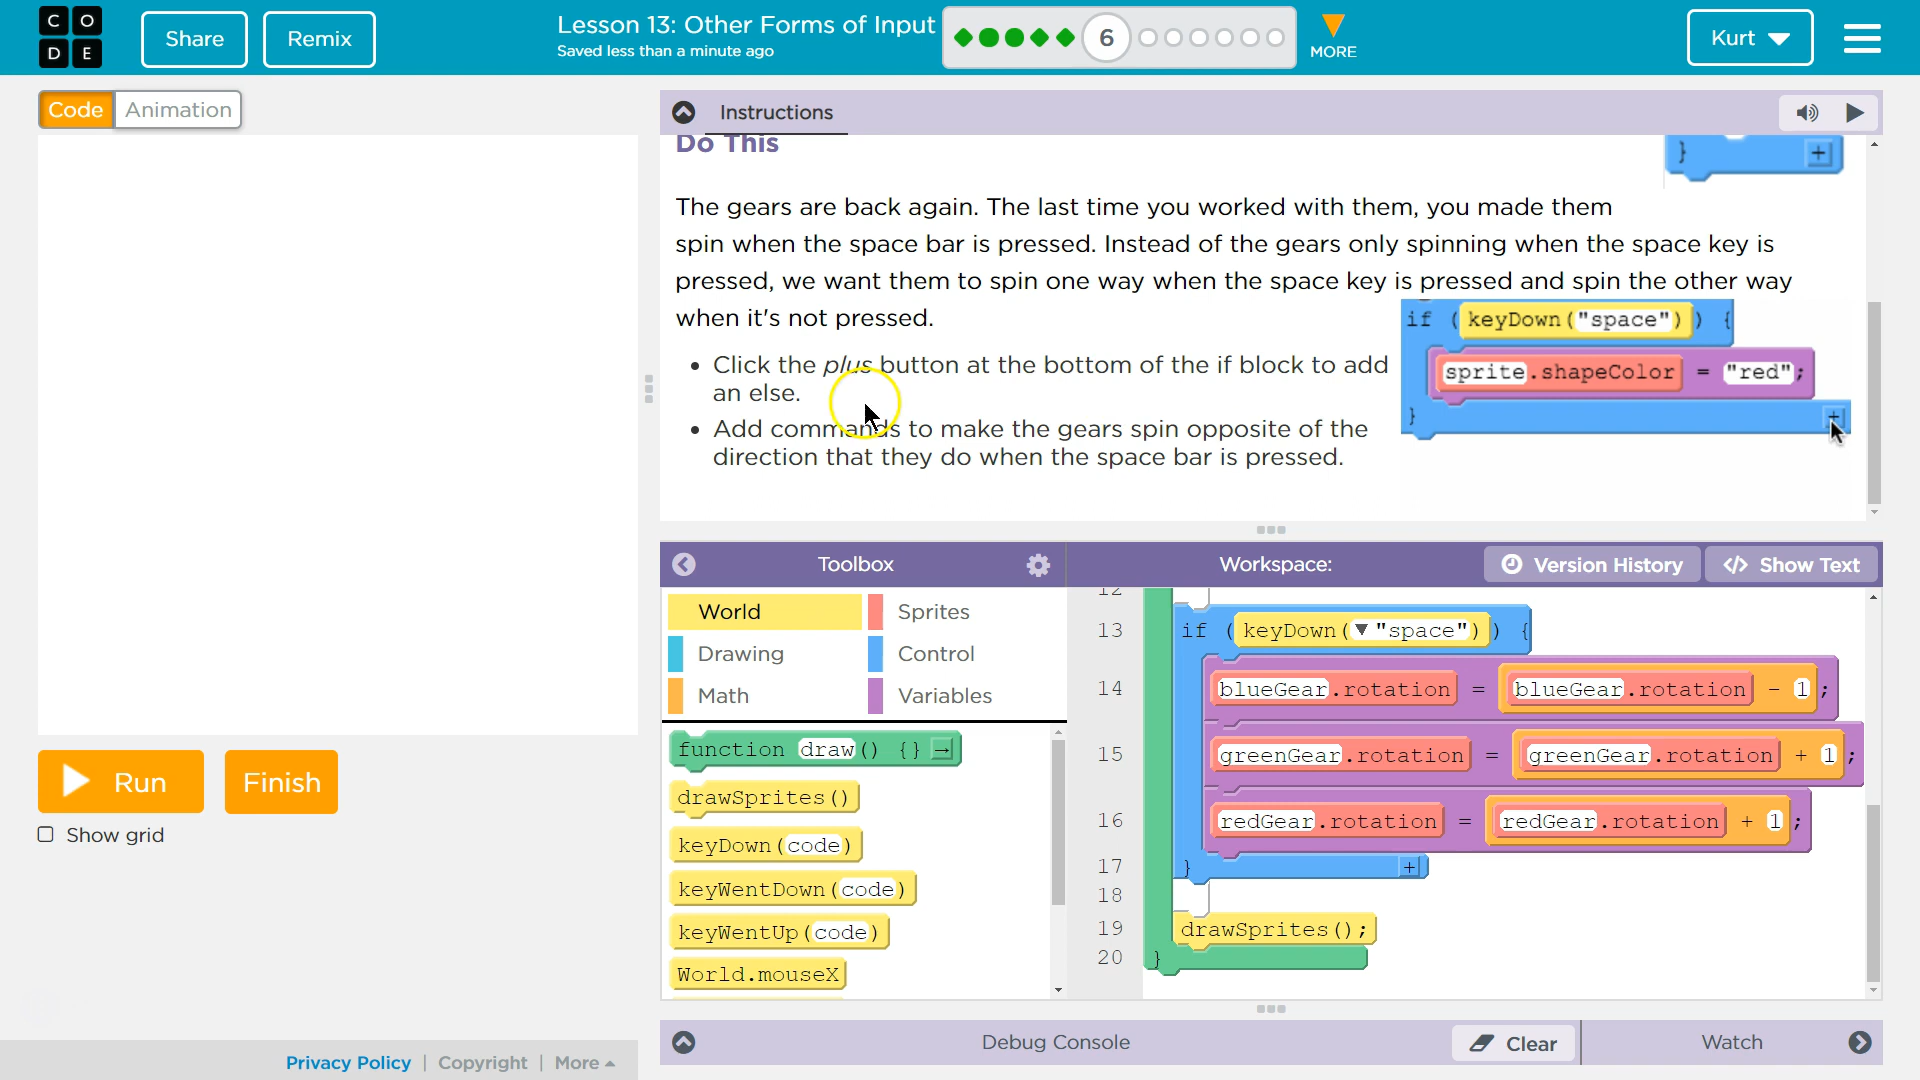 C O
D E
Share
Remix
Lesson 13: Other Forms of Input
Saved less than a minute ago
6
MORE
Kurt
Code
Animation
Instructions
Do This
}
The gears are back again. The last time you worked with them, you made them
spin when the space bar is pressed. Instead of the gears only spinning when the space key is
pressed, we want them to spin one way when the space key is pressed and spin the other way
when it's not pressed.
if ( keyDown("space") ) {
sprite.shapeColor = "red";
}
• Click the plus button at the bottom of the if block to add
an else.
• Add commands to make the gears spin opposite of the
direction that they do when the space bar is pressed.
Toolbox
Workspace:
Version History
</> Show Text
World
Sprites
Drawing
Control
Math
Variables
function draw() {} →
drawSprites()
keyDown(code)
keyWentDown(code)
keyWentUp(code)
World.mouseX
12
13 if ( keyDown(▼ "space") ) {
14 blueGear.rotation = blueGear.rotation - 1;
15 greenGear.rotation = greenGear.rotation + 1;
16 redGear.rotation = redGear.rotation + 1;
17 } +
18
19 drawSprites();
20 }
Run
Finish
Show grid
Debug Console
Clear
Watch
Privacy Policy | Copyright | More